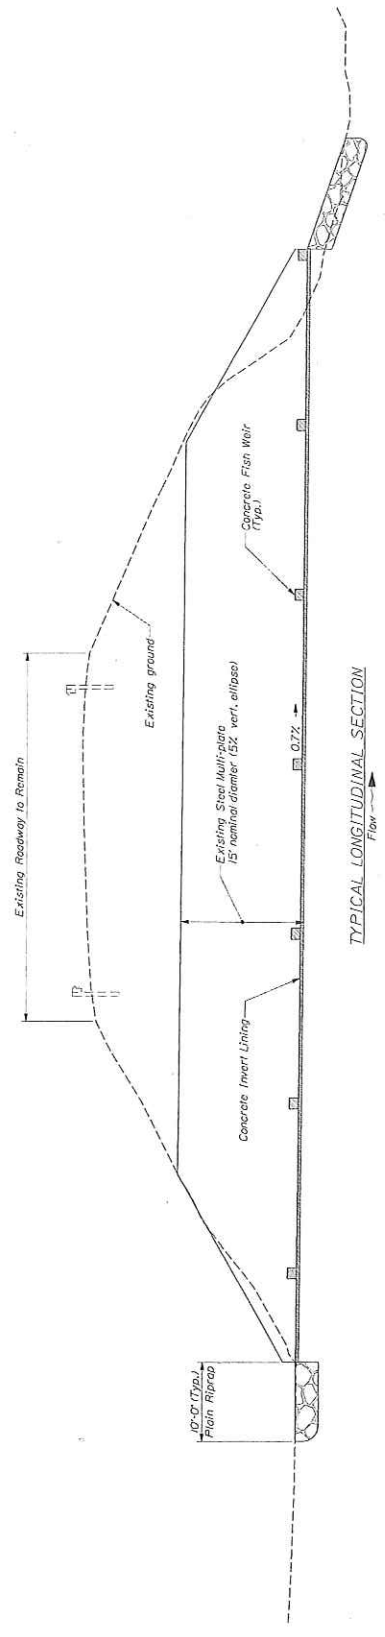 Existing Roadway to Remain
Existing ground
Existing Steel Multi-plate
15' nominal diamter (5% vert. ellipse)
Concrete Fish Weir
(Typ.)
0.7%
Concrete Invert Lining
10'-0" (Typ.)
Plain Riprap
TYPICAL LONGITUDINAL SECTION
Flow